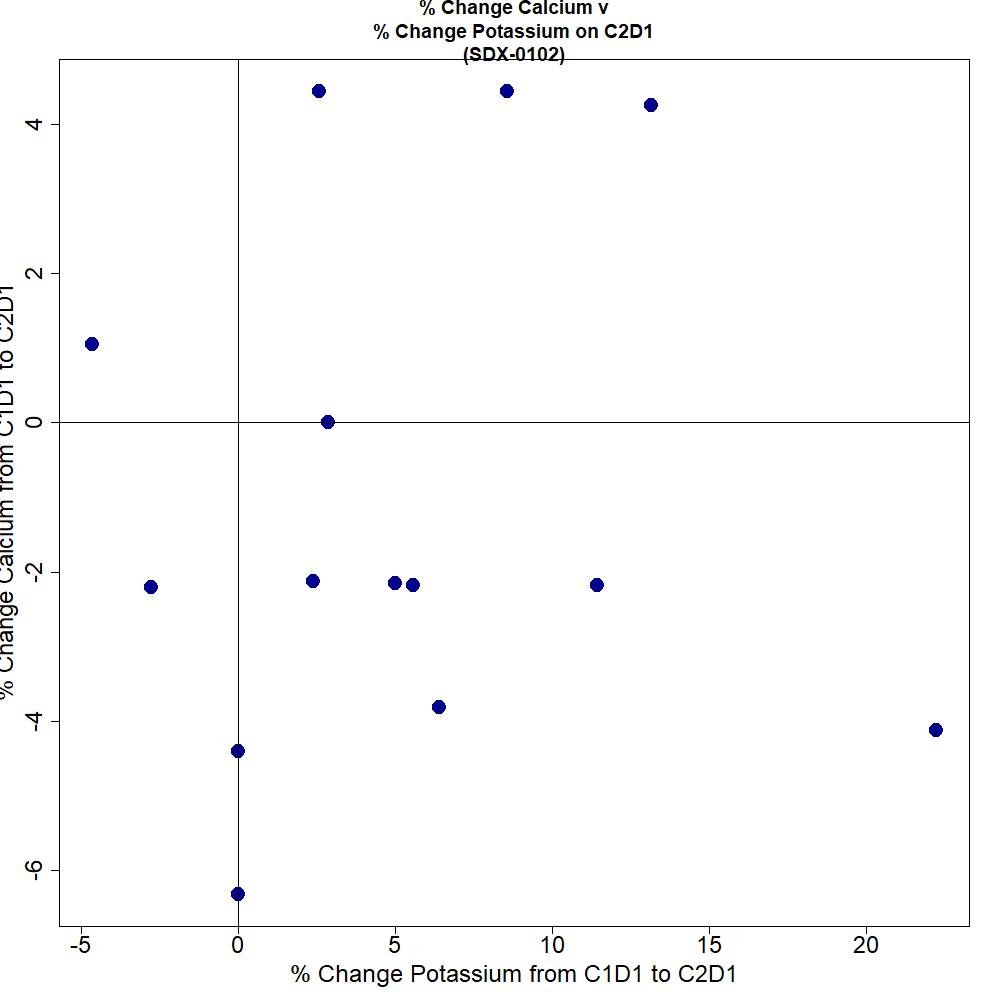 % Change Calcium v
% Change Potassium on C2D1
(SDX-0102)
% Change Calcium from C1D1 to C2D1
4
2
0
-2
-4
-6
-5
0
5
10
15
20
% Change Potassium from C1D1 to C2D1